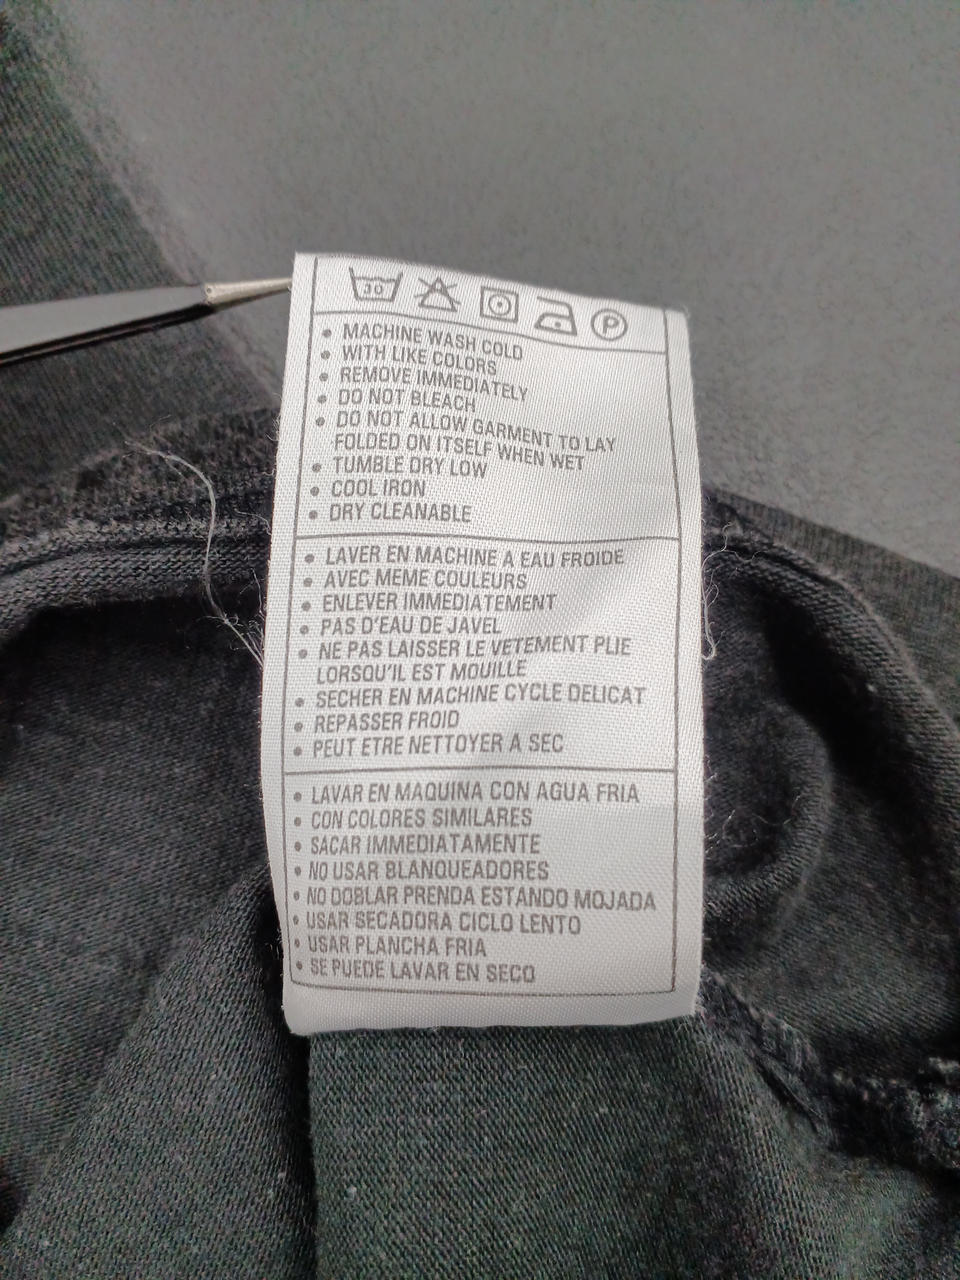 30 P
• MACHINE WASH COLD
• WITH LIKE COLORS
• REMOVE IMMEDIATELY
• DO NOT BLEACH
• DO NOT ALLOW GARMENT TO LAY
FOLDED ON ITSELF WHEN WET
• TUMBLE DRY LOW
• COOL IRON
• DRY CLEANABLE
• LAVER EN MACHINE A EAU FROIDE
• AVEC MEME COULEURS
• ENLEVER IMMEDIATEMENT
• PAS D'EAU DE JAVEL
• NE PAS LAISSER LE VETEMENT PLIE
LORSQU'IL EST MOUILLE
• SECHER EN MACHINE CYCLE DELICAT
• REPASSER FROID
• PEUT ETRE NETTOYER A SEC
• LAVAR EN MAQUINA CON AGUA FRIA
• CON COLORES SIMILARES
• SACAR IMMEDIATAMENTE
• NO USAR BLANQUEADORES
• NO DOBLAR PRENDA ESTANDO MOJADA
• USAR SECADORA CICLO LENTO
• USAR PLANCHA FRIA
• SE PUEDE LAVAR EN SECO